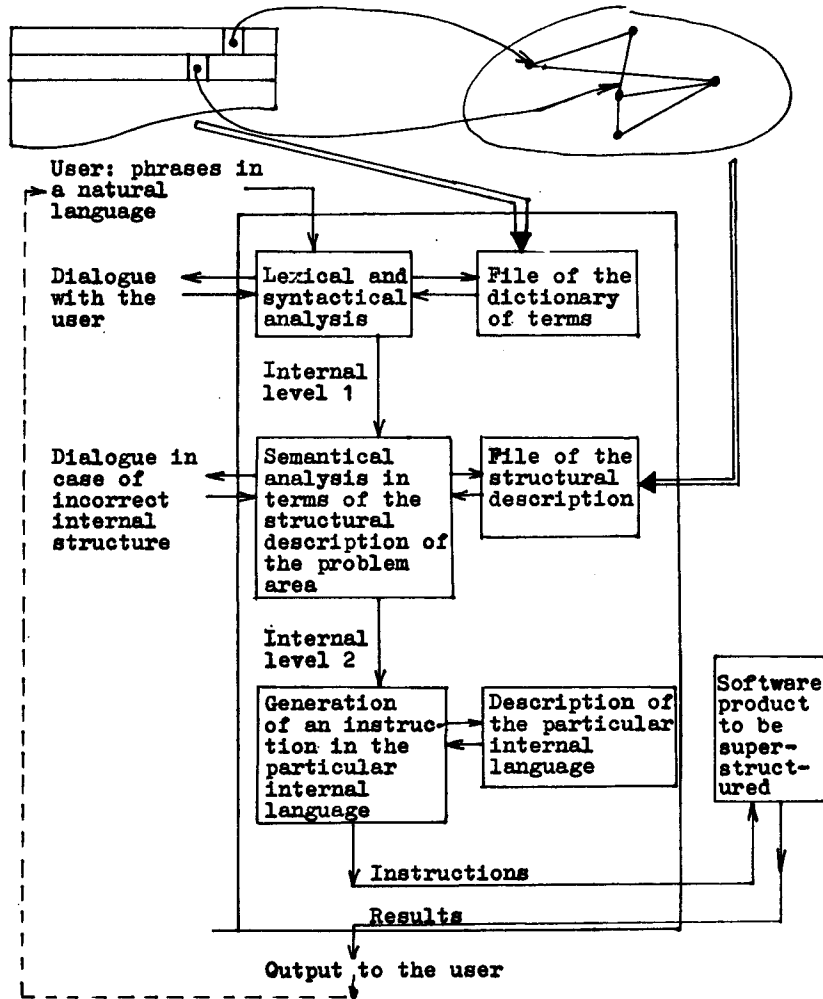 User: phrases in
a natural
language
Dialogue
with the
user
Lexical and
syntactical
analysis
File of the
dictionary
of terms
Internal
level 1
Dialogue in
case of
incorrect
internal
structure
Semantical
analysis in
terms of the
structural
description of
the problem
area
File of the
structural
description
Internal
level 2
Generation
of an instruc-
tion in the
particular
internal
language
Description of
the particular
internal
language
Software
product
to be
super-
struct-
ured
Instructions
Results
Output to the user